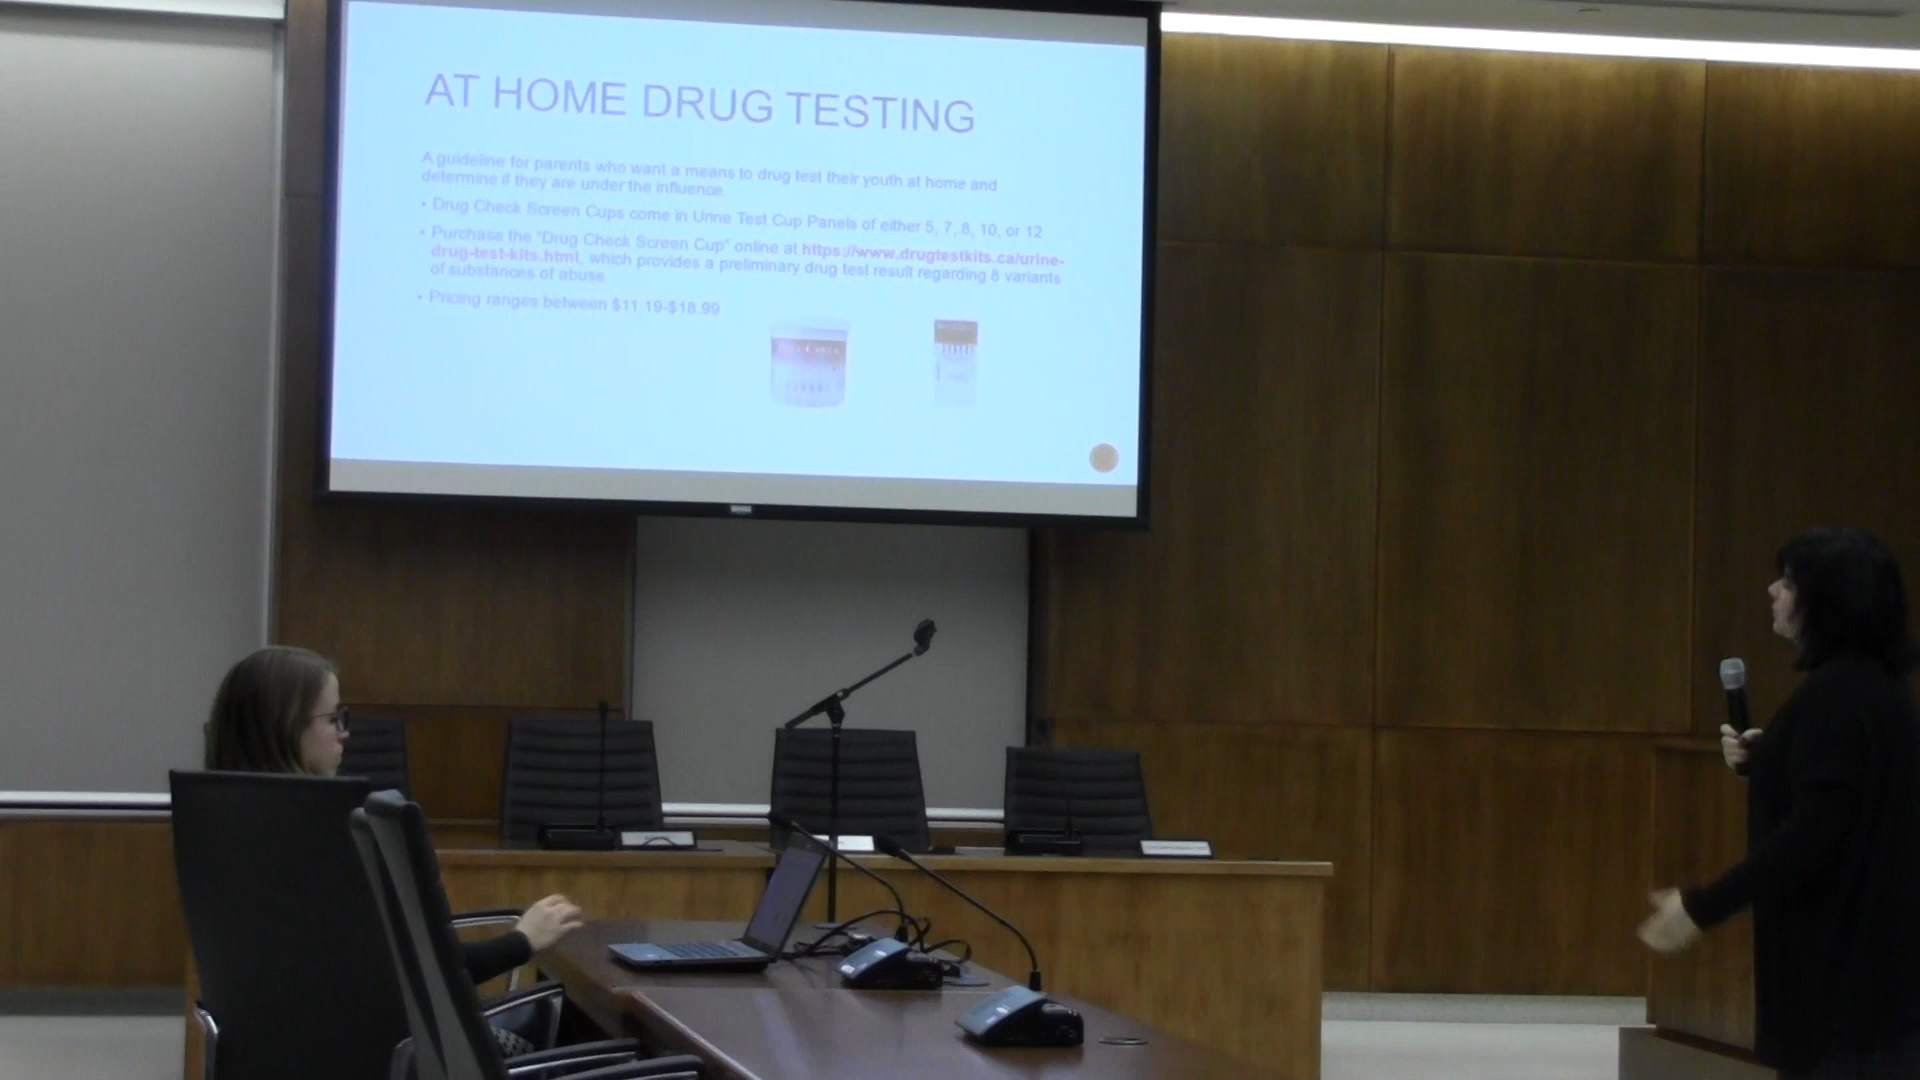 AT HOME DRUG TESTING
A guideline for parents who want a means to drug test their youth at home and
determine if they are under the influence.
• Drug Check Screen Cups come in Urine Test Cup Panels of either 5, 7, 8, 10, or 12
• Purchase the "Drug Check Screen Cup" online at https://www.drugtestkits.ca/urine-
drug-test-kits.html, which provides a preliminary drug test result regarding 8 variants
of substances of abuse.
• Pricing ranges between $11.19-$18.99